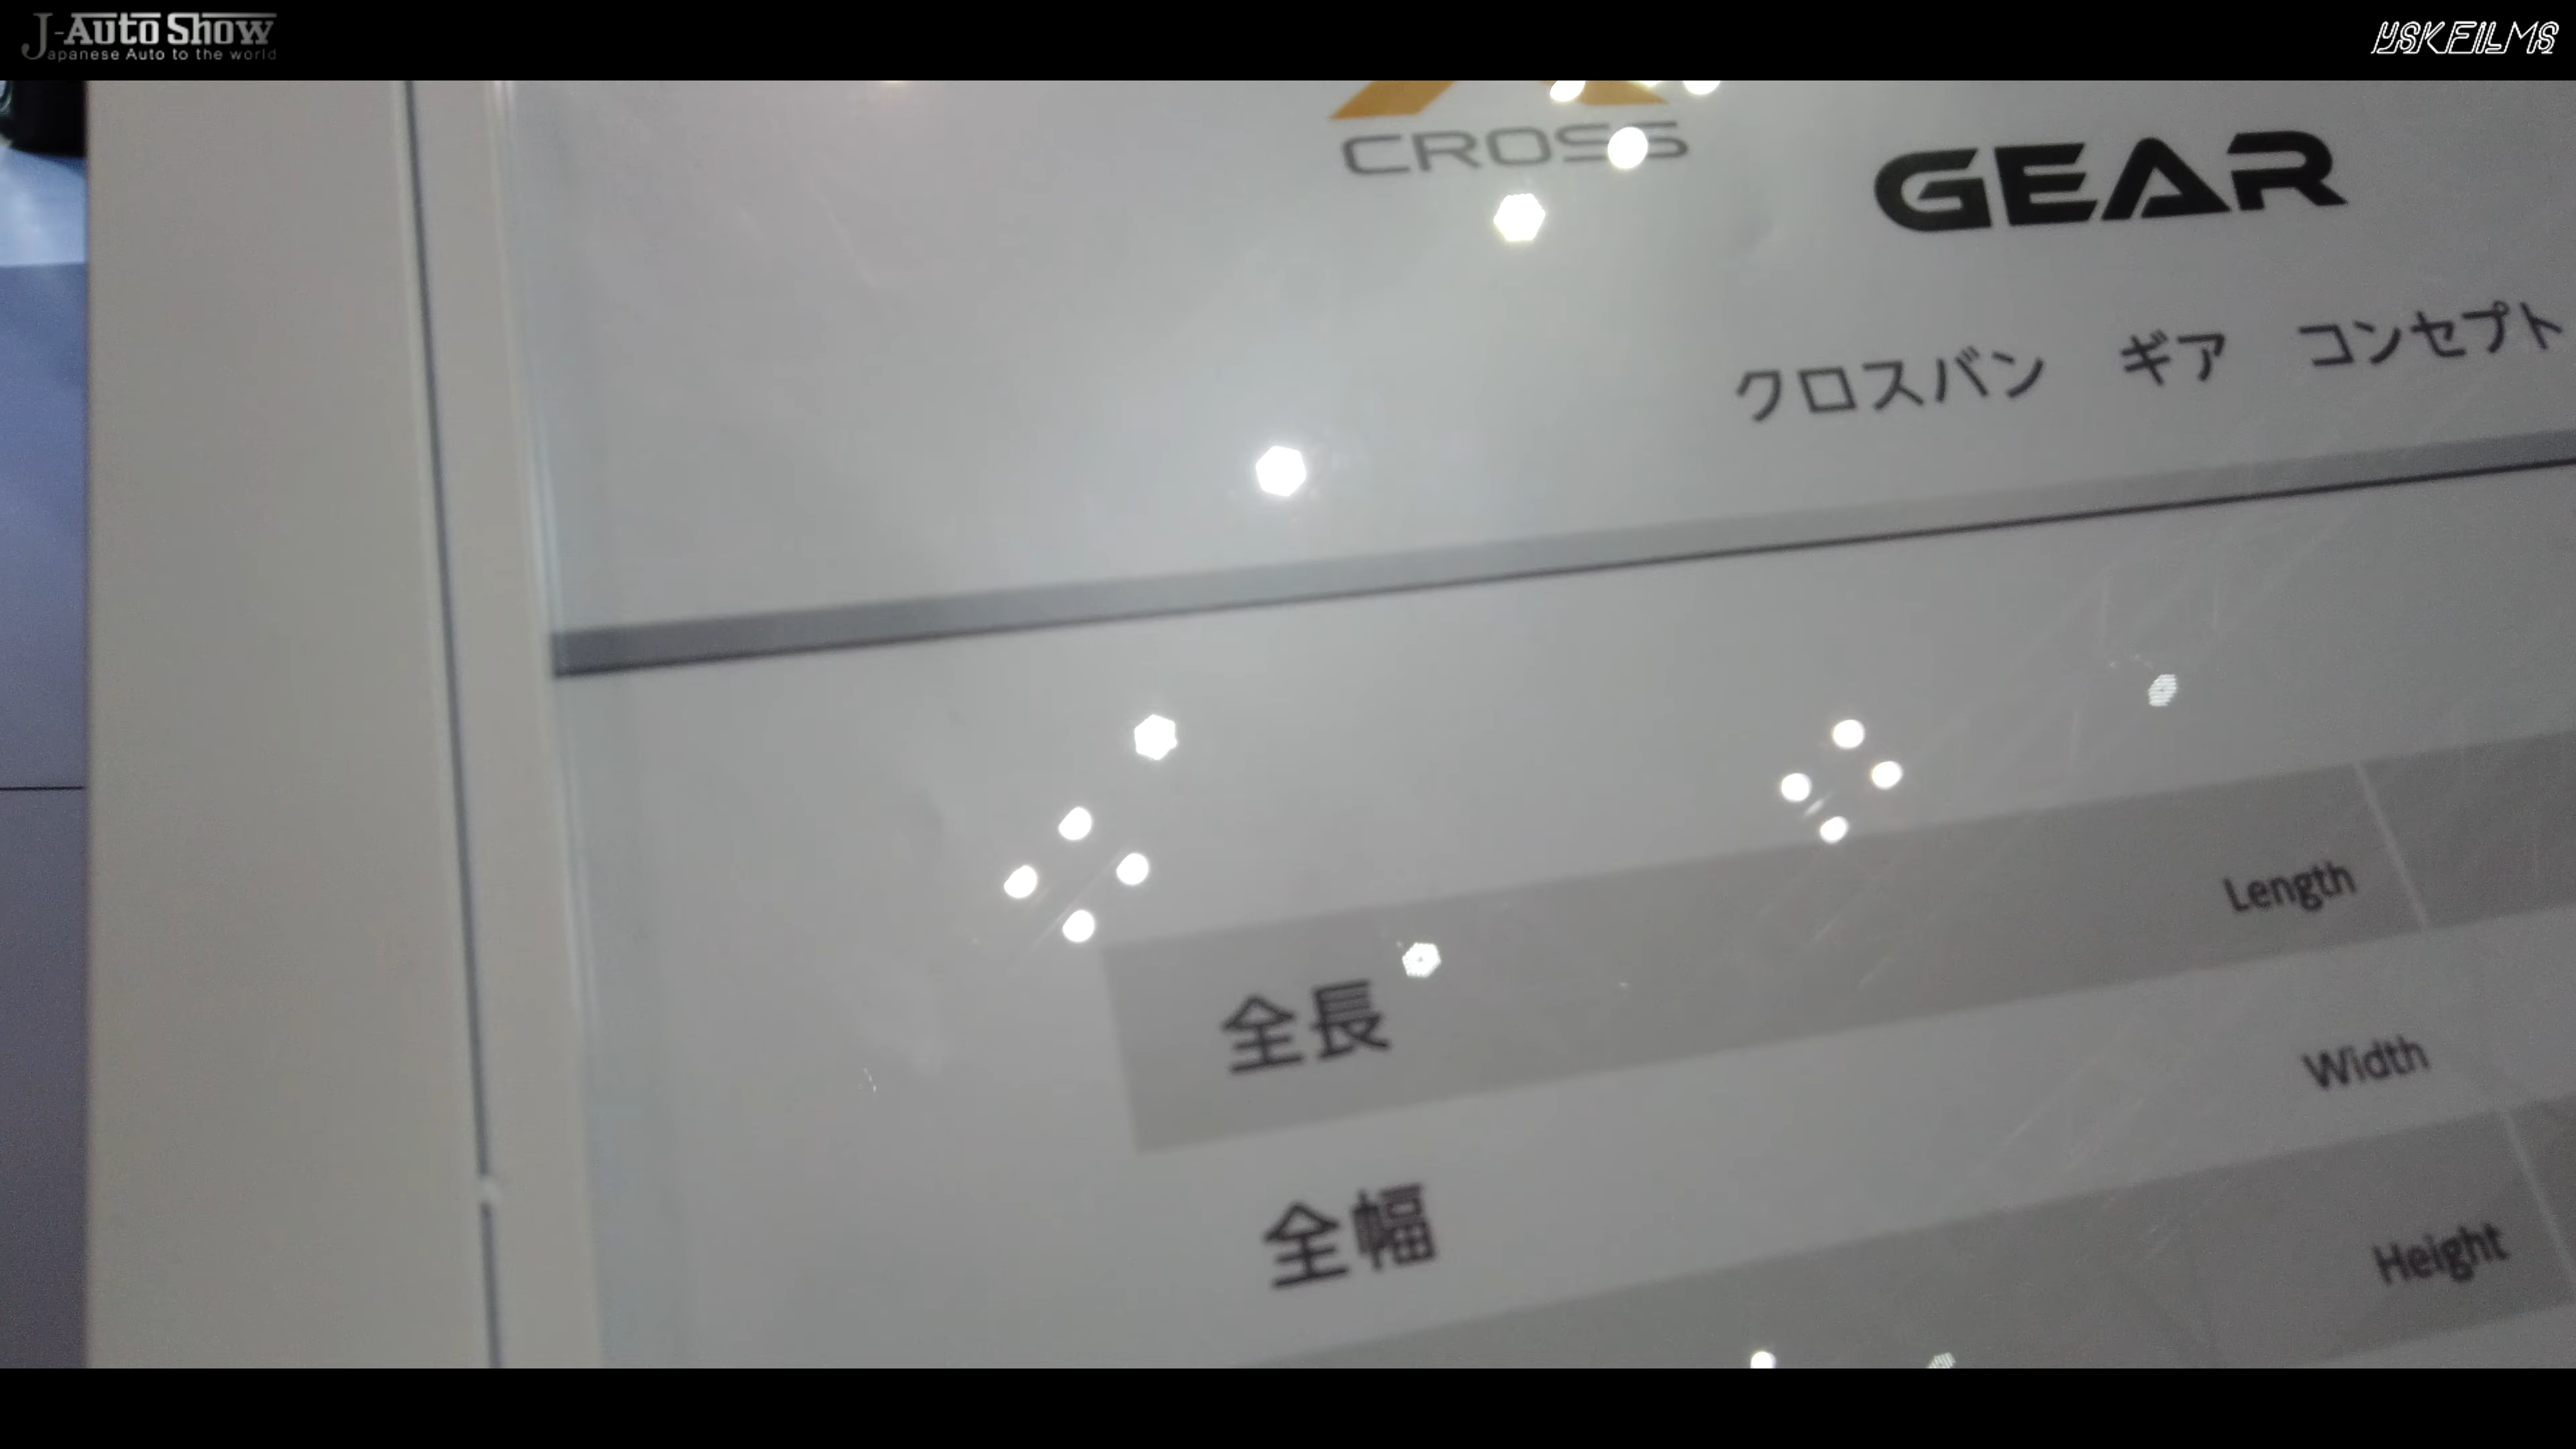 J-Auto Show
Japanese Auto to the world
YSKFILMS
CROSS
GEAR
クロスバン ギア コンセプト
全長 Length
全幅 Width
Height